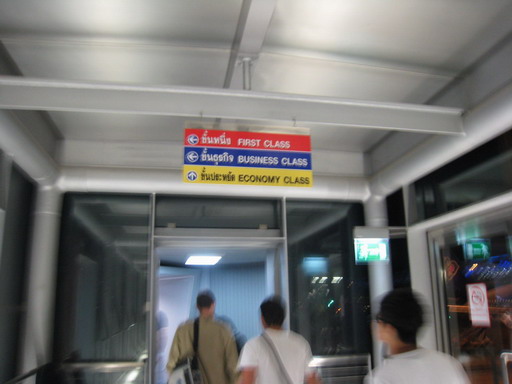 ชั้นหนึ่ง FIRST CLASS
ชั้นธุรกิจ BUSINESS CLASS
ชั้นประหยัด ECONOMY CLASS